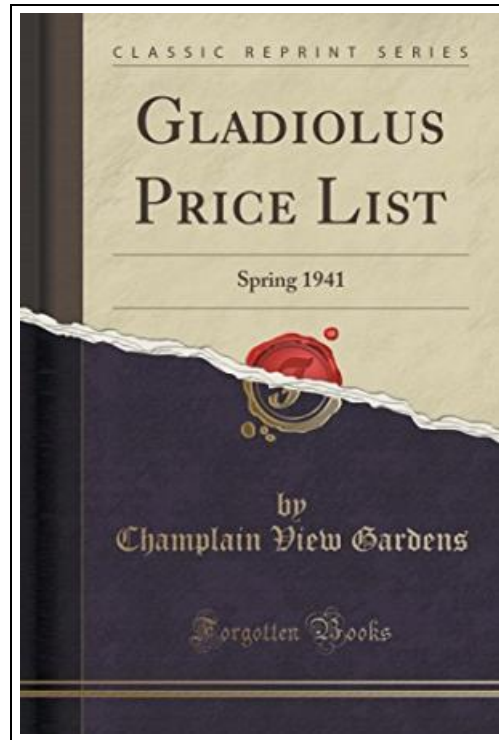 CLASSIC REPRINT SERIES
GLADIOLUS
PRICE LIST
Spring 1941
by
Champlain View Gardens
Forgotten Books